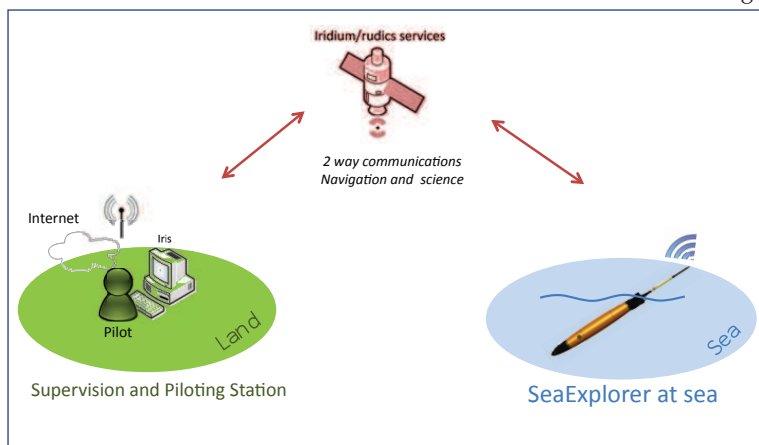 g
Iridium/rudics services
2 way communications
Navigation and science
Internet
Iris
Pilot
Land
Sea
Supervision and Piloting Station
SeaExplorer at sea